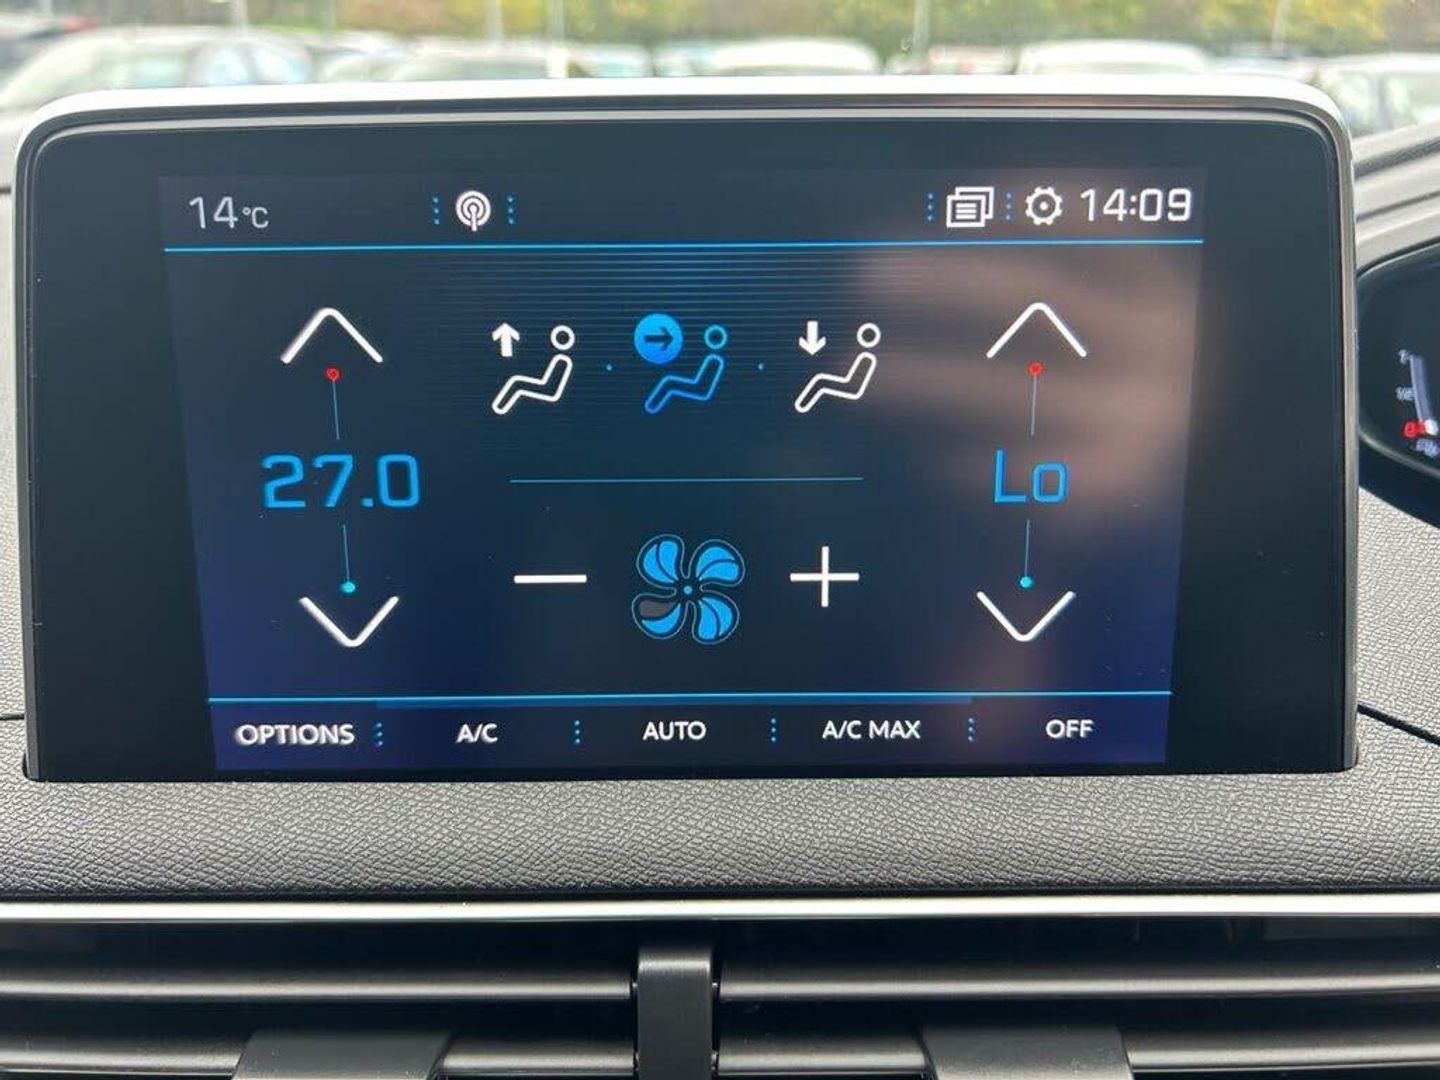 14°C 14:09
27.0 Lo
OPTIONS A/C AUTO A/C MAX OFF